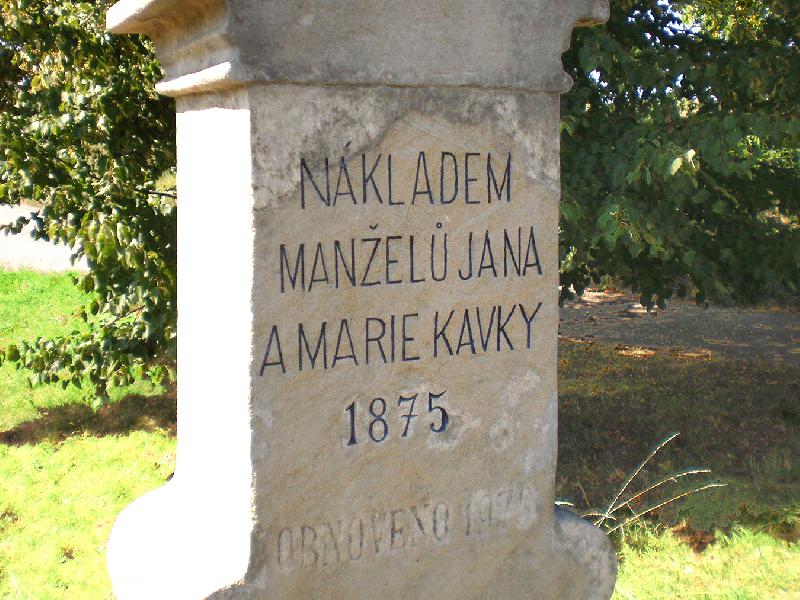 NÁKLADEM
MANŽELŮ JANA
A MARIE KAVKY
1875
OBNOVENO